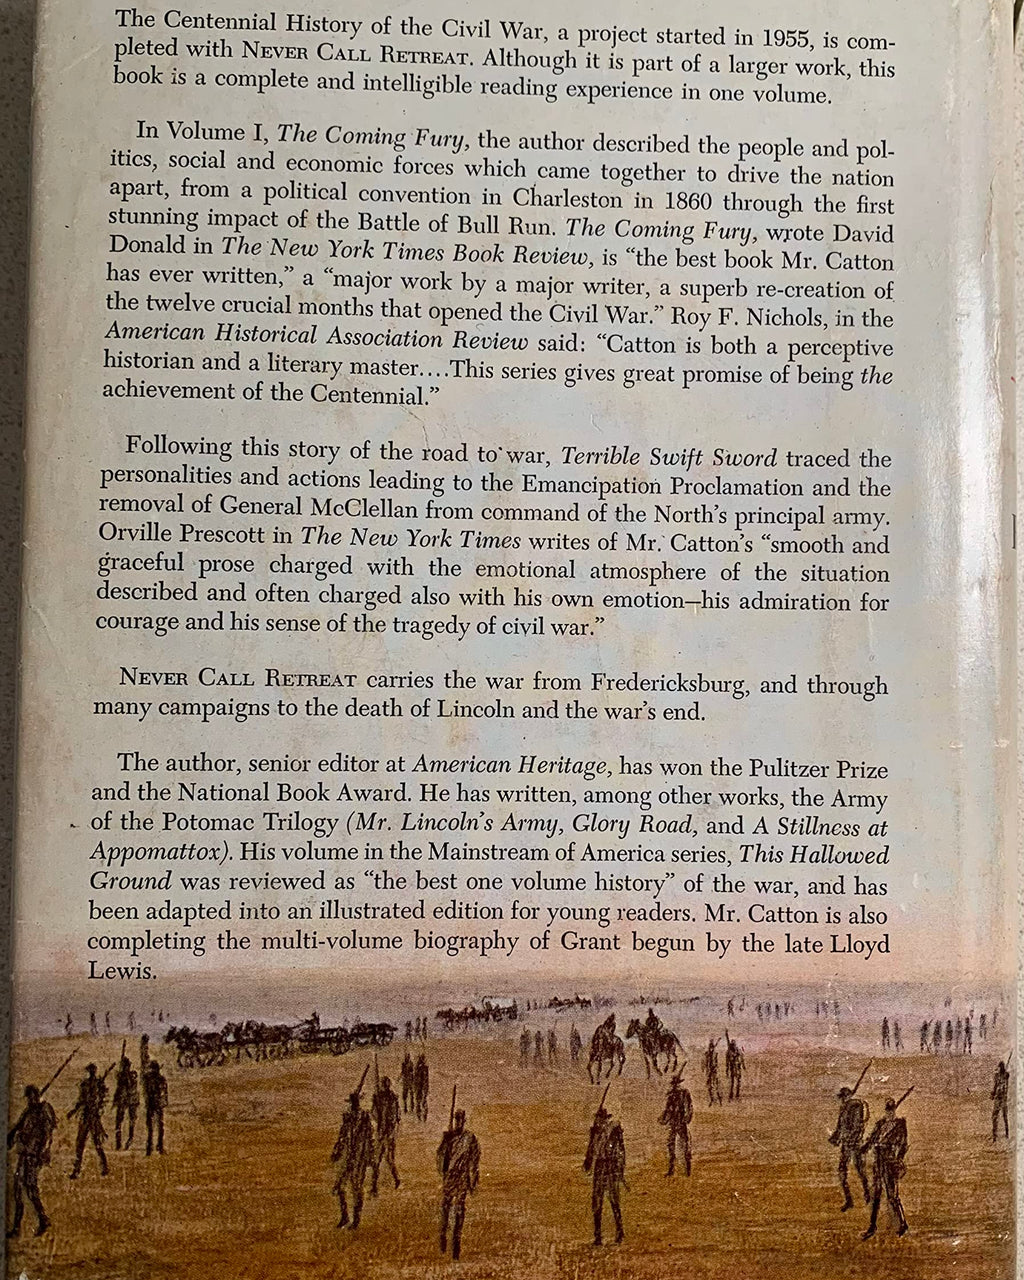 The Centennial History of the Civil War, a project started in 1955, is com-
pleted with NEVER CALL RETREAT. Although it is part of a larger work, this
book is a complete and intelligible reading experience in one volume.
In Volume I, The Coming Fury, the author described the people and pol-
itics, social and economic forces which came together to drive the nation
apart, from a political convention in Charleston in 1860 through the first
stunning impact of the Battle of Bull Run. The Coming Fury, wrote David
Donald in The New York Times Book Review, is “the best book Mr. Catton
has ever written,” a “major work by a major writer, a superb re-creation of
the twelve crucial months that opened the Civil War.” Roy F. Nichols, in the
American Historical Association Review said: “Catton is both a perceptive
historian and a literary master....This series gives great promise of being the
achievement of the Centennial.”
Following this story of the road to war, Terrible Swift Sword traced the
personalities and actions leading to the Emancipation Proclamation and the
removal of General McClellan from command of the North’s principal army.
Orville Prescott in The New York Times writes of Mr. Catton’s “smooth and
graceful prose charged with the emotional atmosphere of the situation
described and often charged also with his own emotion—his admiration for
courage and his sense of the tragedy of civil war.”
NEVER CALL RETREAT carries the war from Fredericksburg, and through
many campaigns to the death of Lincoln and the war’s end.
The author, senior editor at American Heritage, has won the Pulitzer Prize
and the National Book Award. He has written, among other works, the Army
of the Potomac Trilogy (Mr. Lincoln’s Army, Glory Road, and A Stillness at
Appomattox). His volume in the Mainstream of America series, This Hallowed
Ground was reviewed as “the best one volume history” of the war, and has
been adapted into an illustrated edition for young readers. Mr. Catton is also
completing the multi-volume biography of Grant begun by the late Lloyd
Lewis.